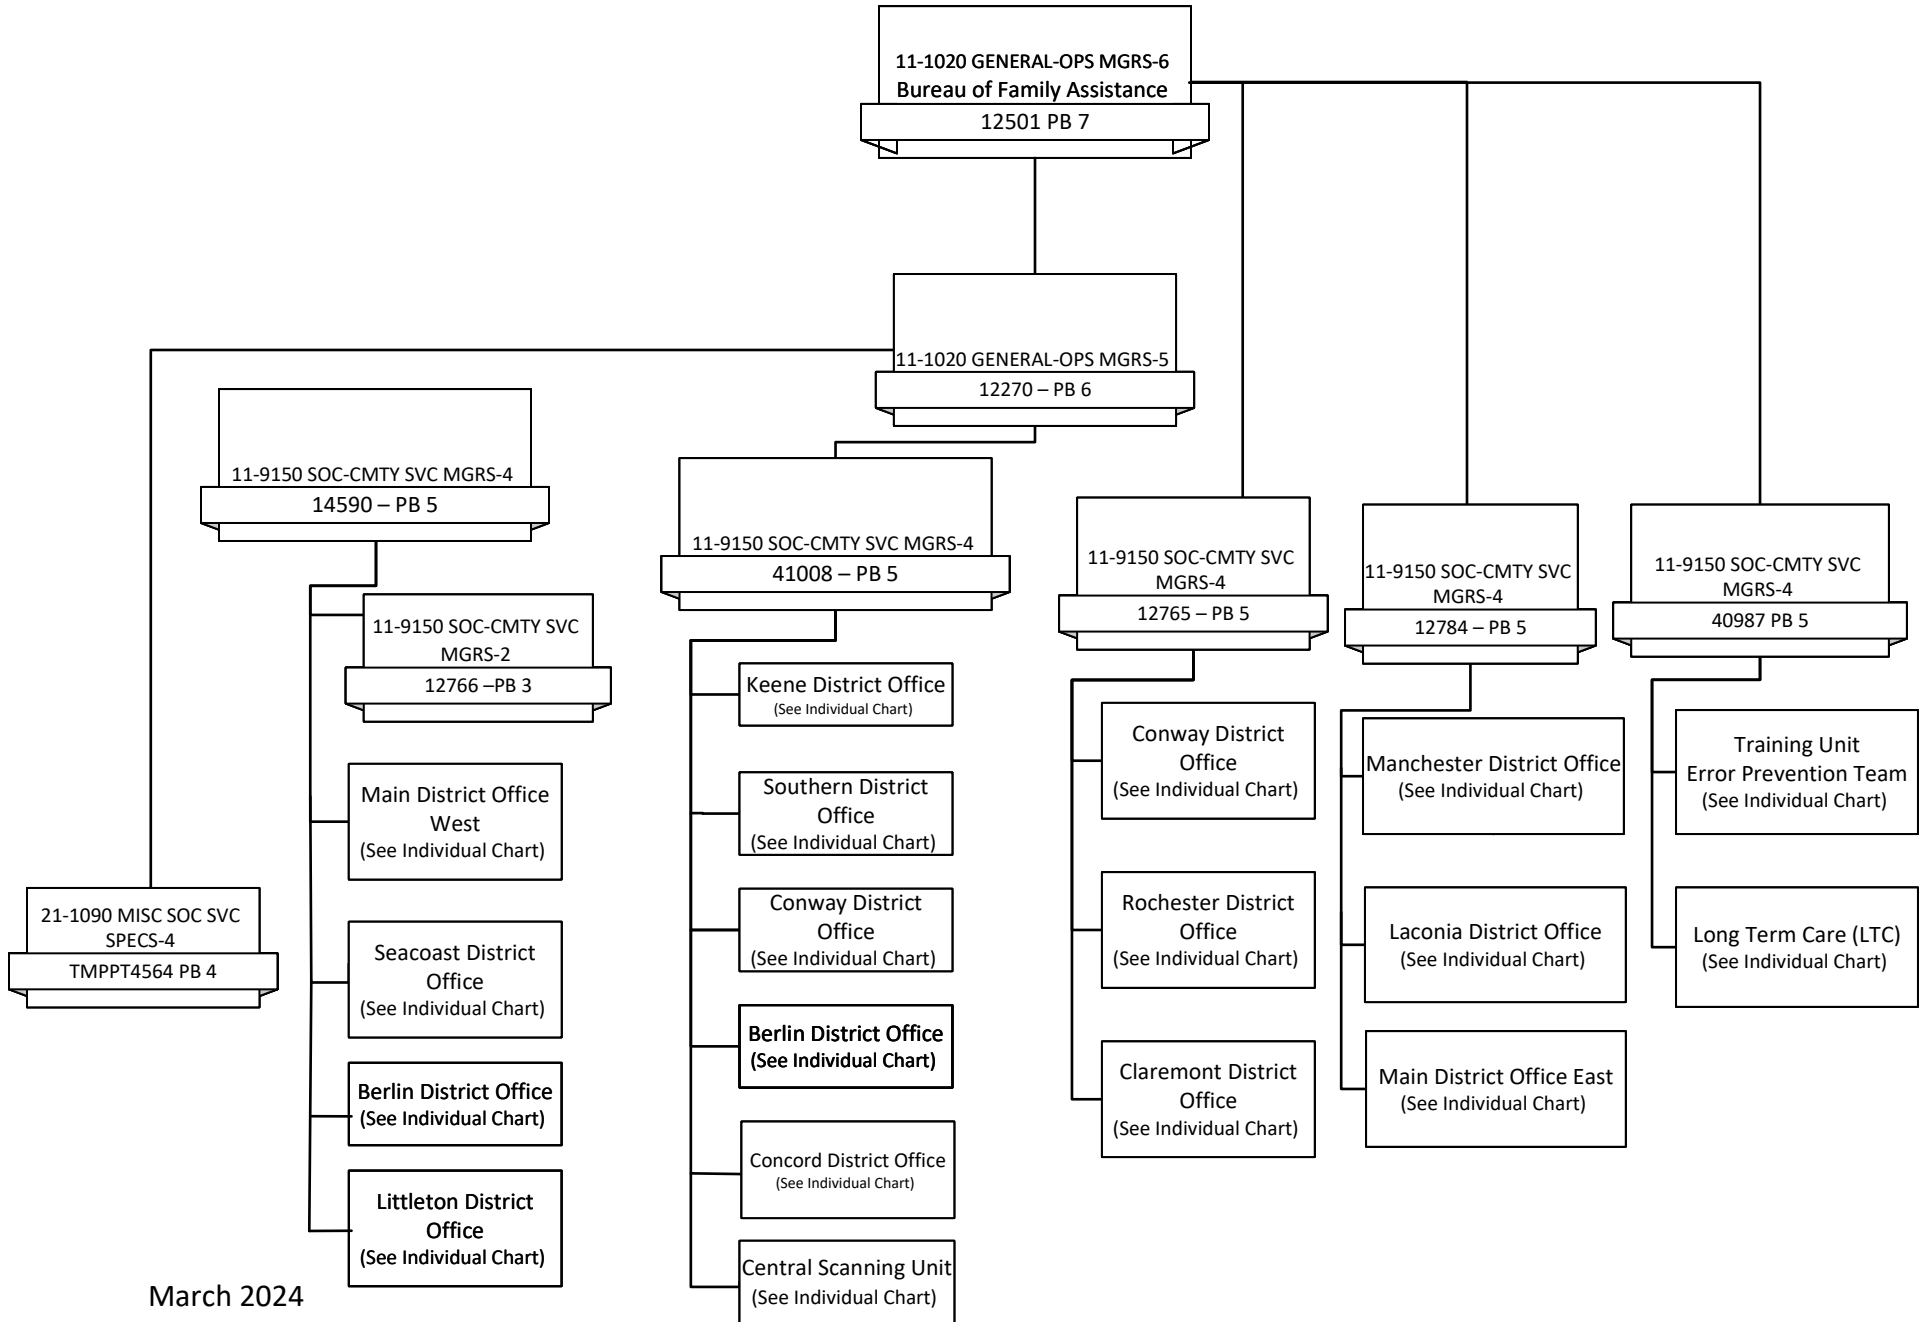 11-1020 GENERAL-OPS MGRS-6
Bureau of Family Assistance
12501 PB 7
11-1020 GENERAL-OPS MGRS-5
12270 – PB 6
11-9150 SOC-CMTY SVC MGRS-4
14590 – PB 5
11-9150 SOC-CMTY SVC
MGRS-2
12766 –PB 3
Main District Office
West
(See Individual Chart)
Seacoast District
Office
(See Individual Chart)
Berlin District Office
(See Individual Chart)
Littleton District
Office
(See Individual Chart)
21-1090 MISC SOC SVC
SPECS-4
TMPPT4564 PB 4
11-9150 SOC-CMTY SVC MGRS-4
41008 – PB 5
Keene District Office
(See Individual Chart)
Southern District
Office
(See Individual Chart)
Conway District
Office
(See Individual Chart)
Berlin District Office
(See Individual Chart)
Concord District Office
(See Individual Chart)
Central Scanning Unit
(See Individual Chart)
11-9150 SOC-CMTY SVC
MGRS-4
12765 – PB 5
Conway District
Office
(See Individual Chart)
Rochester District
Office
(See Individual Chart)
Claremont District
Office
(See Individual Chart)
11-9150 SOC-CMTY SVC
MGRS-4
12784 – PB 5
Manchester District Office
(See Individual Chart)
Laconia District Office
(See Individual Chart)
Main District Office East
(See Individual Chart)
11-9150 SOC-CMTY SVC
MGRS-4
40987 PB 5
Training Unit
Error Prevention Team
(See Individual Chart)
Long Term Care (LTC)
(See Individual Chart)
March 2024